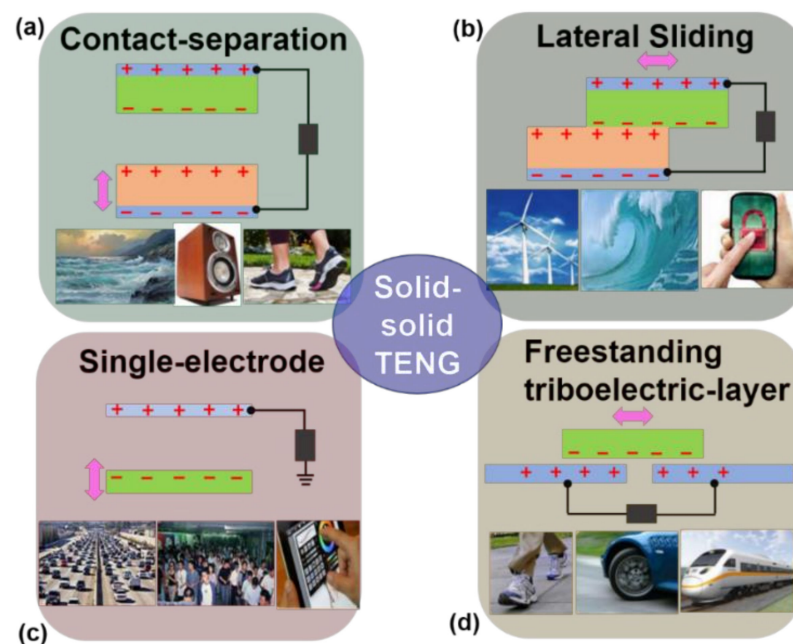 (a)
Contact-separation
+ + + + +
− − − − −
+ + + + +
− − − − −
(b)
Lateral Sliding
+ + + + +
− − − − −
+ + + + +
− − − − −
Solid-
solid
TENG
Single-electrode
+ + + + +
− − − − −
(c)
Freestanding
triboelectric-layer
− − − − −
+ + + + + + +
(d)